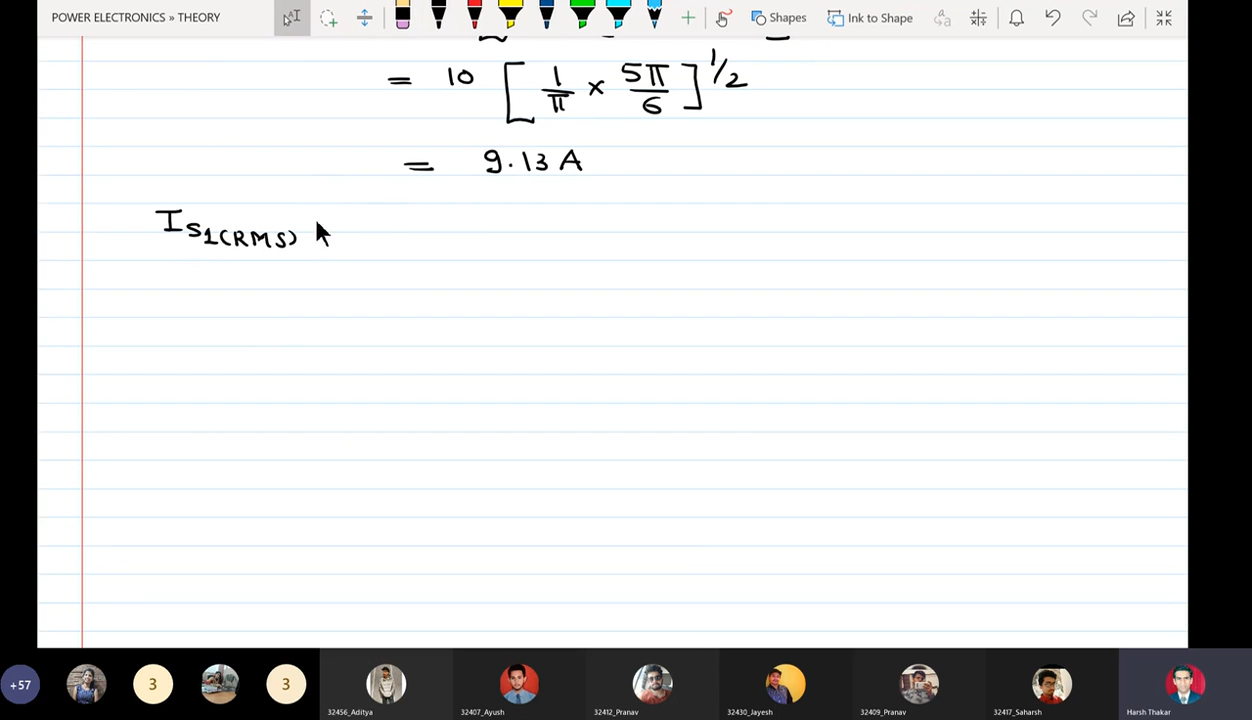 POWER ELECTRONICS » THEORY
Shapes
Ink to Shape
= 10 [ 1/π × 5π/6 ]^1/2
= 9.13 A
I S1(RMS)
+57
3
3
32456_Aditya
32407_Ayush
32412_Pranav
32430_Jayesh
32409_Pranav
32417_Saharsh
Harsh Thakar